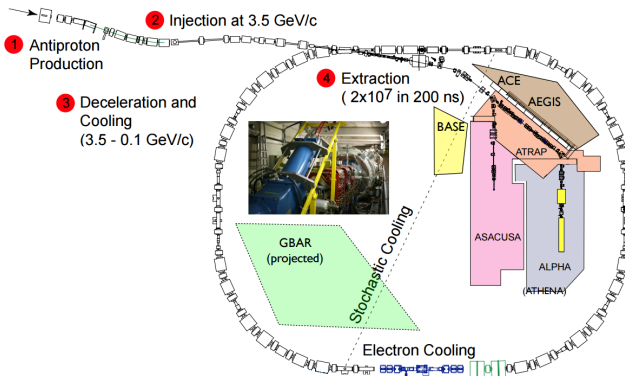 1 Antiproton
Production
2 Injection at 3.5 GeV/c
3 Deceleration and
Cooling
(3.5 - 0.1 GeV/c)
4 Extraction
( 2x10⁷ in 200 ns)
ACE
AEGIS
BASE
ATRAP
ASACUSA
ALPHA
(ATHENA)
GBAR
(projected)
Stochastic Cooling
Electron Cooling